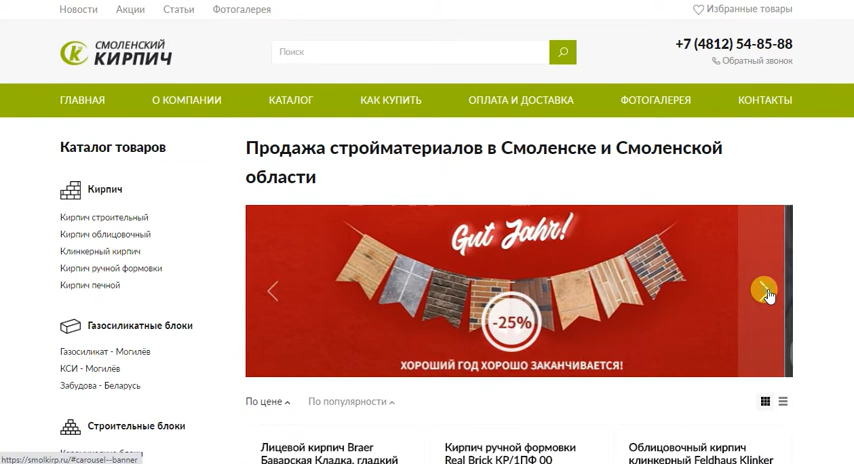 Новости Акции Статьи Фотогалерея Избранные товары
СМОЛЕНСКИЙ
КИРПИЧ
Поиск
+7 (4812) 54-85-88
Обратный звонок
ГЛАВНАЯ О КОМПАНИИ КАТАЛОГ КАК КУПИТЬ ОПЛАТА И ДОСТАВКА ФОТОГАЛЕРЕЯ КОНТАКТЫ
Каталог товаров
Кирпич
Кирпич строительный
Кирпич облицовочный
Клинкерный кирпич
Кирпич ручной формовки
Кирпич печной
Газосиликатные блоки
Газосиликат - Могилёв
КСИ - Могилёв
Забудова - Беларусь
Строительные блоки
Продажа стройматериалов в Смоленске и Смоленской
области
Gut Jahr!
-25%
ХОРОШИЙ ГОД ХОРОШО ЗАКАНЧИВАЕТСЯ!
По цене По популярности
Лицевой кирпич Braer
Баварская Кладка, гладкий
Кирпич ручной формовки
Real Brick КР/1ПФ 00
Облицовочный кирпич
клинкерный Feldhaus Klinker
https://smolkirp.ru/#carousel--banner